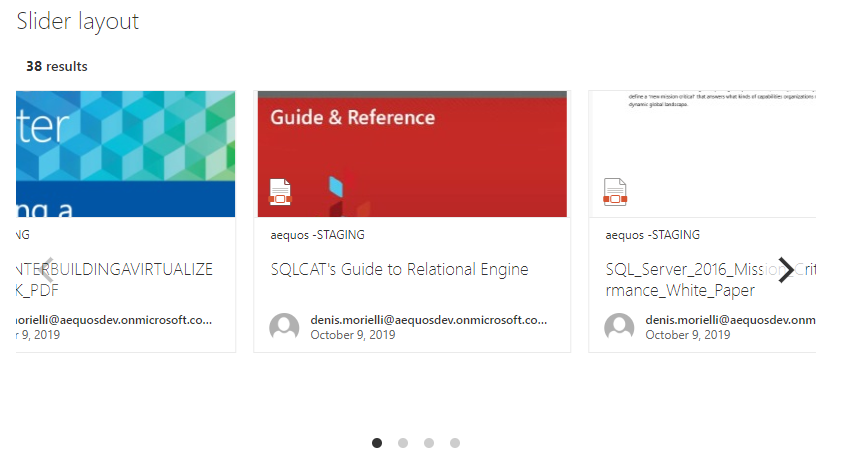 Slider layout
38 results
ter
ng a
NG
NTERBUILDINGAVIRTUALIZE
K_PDF
orielli@aequosdev.onmicrosoft.co...
r 9, 2019
Guide & Reference
aequos -STAGING
SQLCAT's Guide to Relational Engine
denis.morielli@aequosdev.onmicrosoft.co...
October 9, 2019
define a "new mission critical" that answers what kinds of capabilities organizations
dynamic global landscape.
aequos -STAGING
SQL_Server_2016_Mission_Crit
rmance_White_Paper
denis.morielli@aequosdev.onm
October 9, 2019